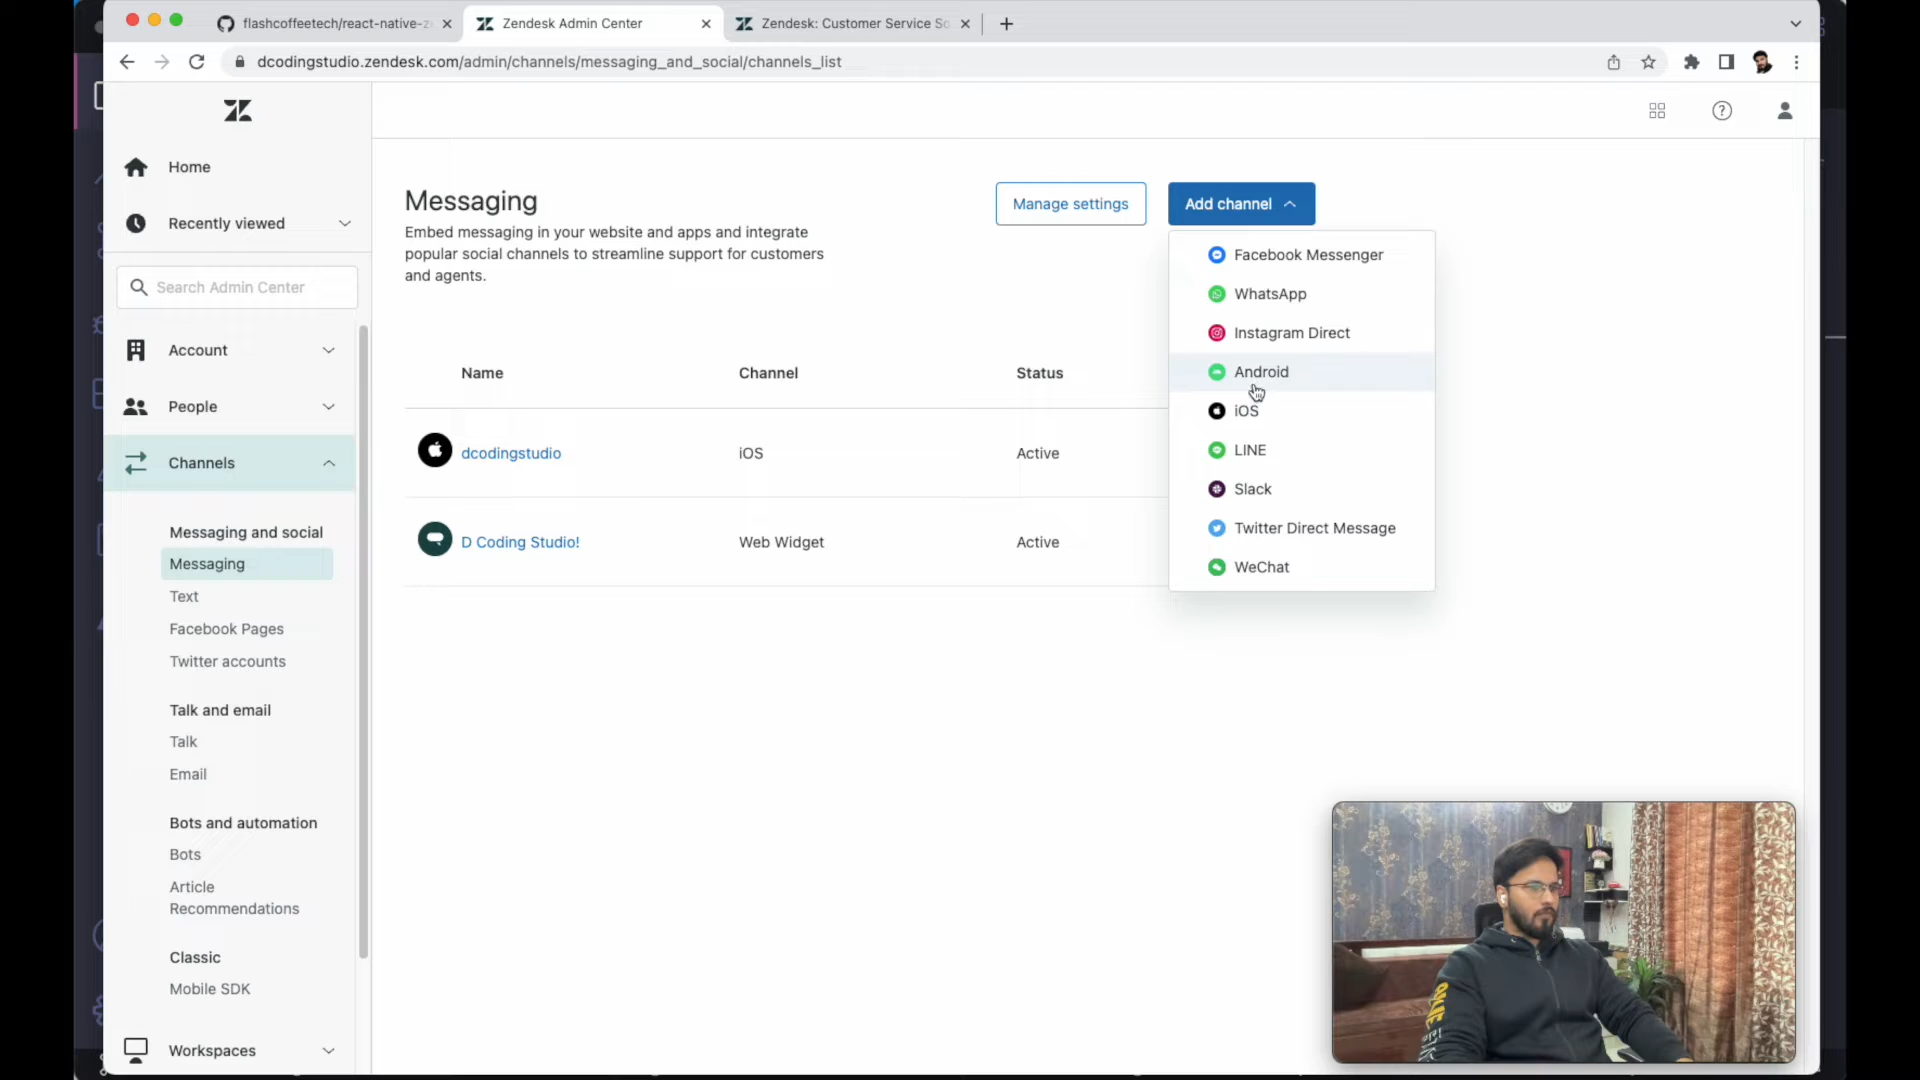 flashcoffeetech/react-native-z
Zendesk Admin Center
Zendesk: Customer Service So
dcodingstudio.zendesk.com/admin/channels/messaging_and_social/channels_list
Home
Recently viewed
Search Admin Center
Account
People
Channels
Messaging and social
Messaging
Text
Facebook Pages
Twitter accounts
Talk and email
Talk
Email
Bots and automation
Bots
Article
Recommendations
Classic
Mobile SDK
Workspaces
Messaging
Embed messaging in your website and apps and integrate
popular social channels to streamline support for customers
and agents.
Manage settings
Add channel
Facebook Messenger
WhatsApp
Instagram Direct
Android
iOS
LINE
Slack
Twitter Direct Message
WeChat
Name Channel Status
dcodingstudio iOS Active
D Coding Studio! Web Widget Active